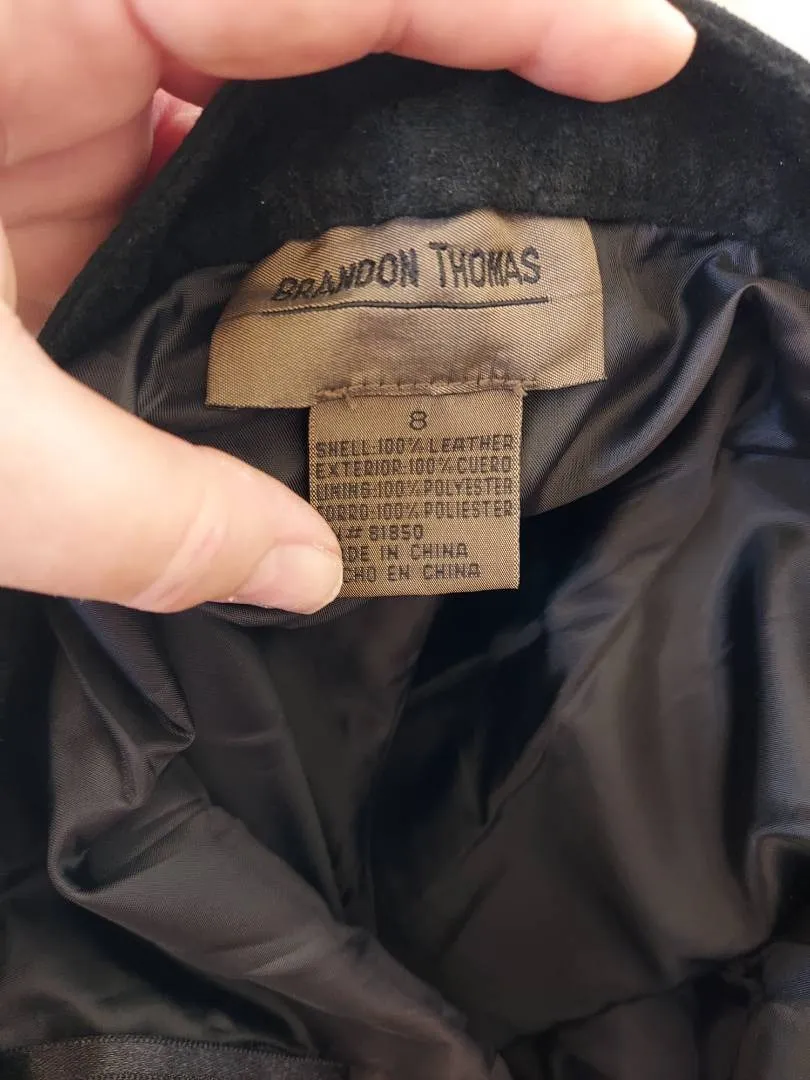 BRANDON THOMAS
8
SHELL:100% LEATHER
EXTERIOR:100% CUERO
LINING:100% POLYESTER
FORRO:100% POLIESTER
# 81850
DE IN CHINA
CHO EN CHINA